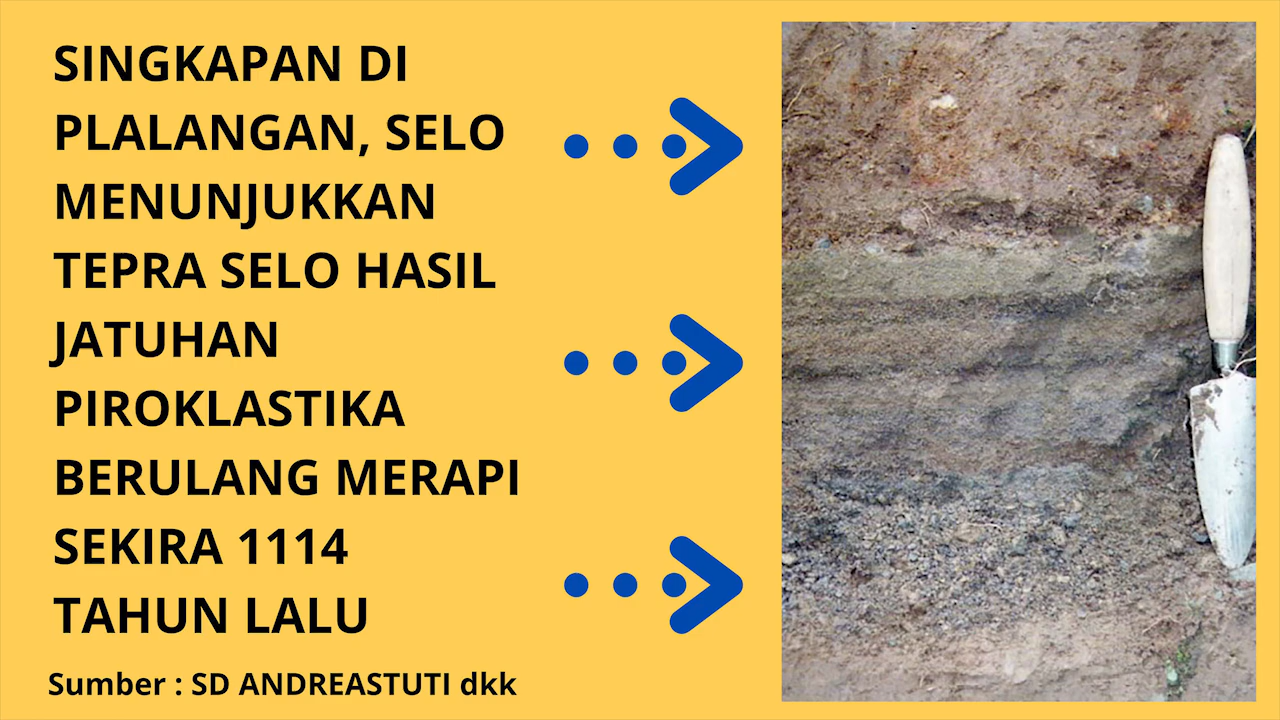 SINGKAPAN DI
PLALANGAN, SELO
MENUNJUKKAN
TEPRA SELO HASIL
JATUHAN
PIROKLASTIKA
BERULANG MERAPI
SEKIRA 1114
TAHUN LALU
Sumber : SD ANDREASTUTI dkk